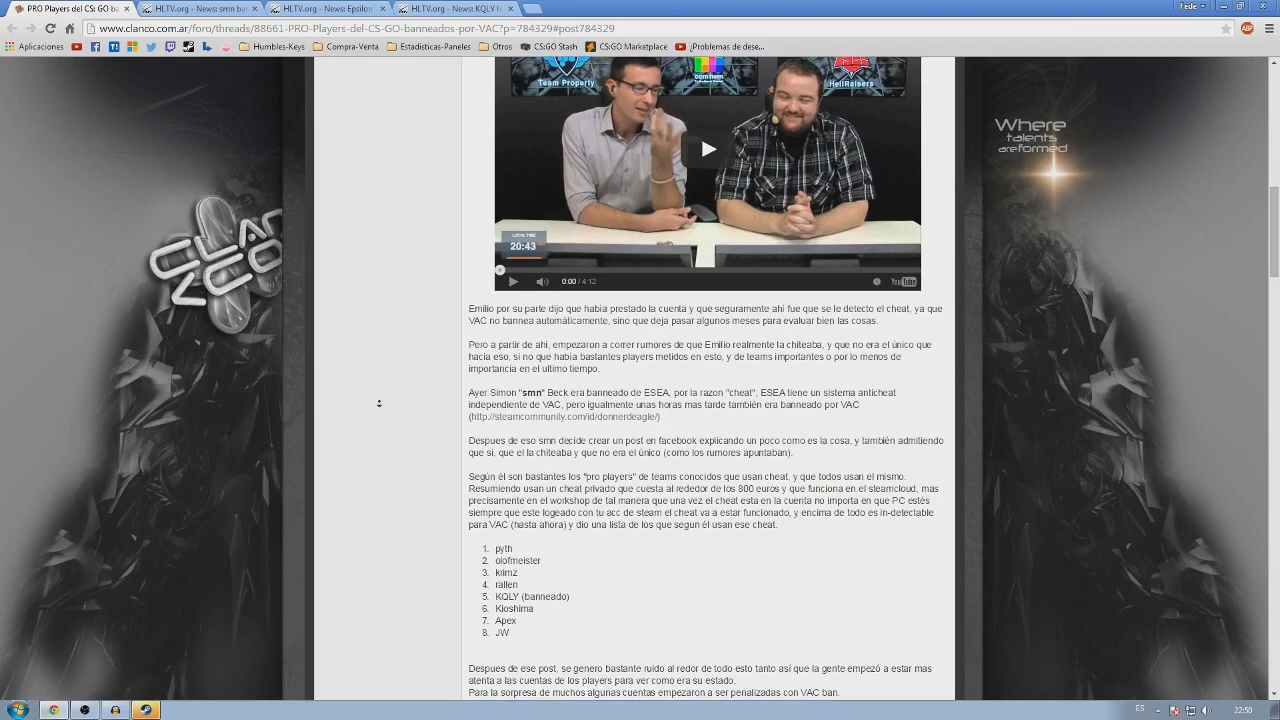 PRO Players del CS: GO ba
HLTV.org - News: smn ban
HLTV.org - News: Epsilon'
HLTV.org - News: KQLY h
Fede
www.clanco.com.ar/foro/threads/88661-PRO-Players-del-CS-GO-banneados-por-VAC?p=784329#post784329
Aplicaciones
Humbles-Keys
Compra-Venta
Estadisticas-Paneles
Otros
CS:GO Stash
CS:GO Marketplace
¿Problemas de dese...
Team Property
com hem
HellRaisers
Where
talents
are formed
LOCAL TIME
20:43
0:00 / 4:12
YouTube
Emilio por su parte dijo que había prestado la cuenta y que seguramente ahí fue que se le detecto el cheat, ya que
VAC no bannea automáticamente, sino que deja pasar algunos meses para evaluar bien las cosas.
Pero a partir de ahi, empezaron a correr rumores de que Emilio realmente la chiteaba, y que no era el único que
hacia eso, si no que había bastantes players metidos en esto, y de teams importantes o por lo menos de
importancia en el ultimo tiempo.
Ayer Simon "smn" Beck era banneado de ESEA, por la razon "cheat", ESEA tiene un sistema anticheat
independiente de VAC, pero igualmente unas horas mas tarde también era banneado por VAC
(http://steamcommunity.com/id/donnerdeagle/)
Despues de eso smn decide crear un post en facebook explicando un poco como es la cosa, y también admitiendo
que si, que el la chiteaba y que no era el único (como los rumores apuntaban).
Según él son bastantes los "pro players" de teams conocidos que usan cheat, y que todos usan el mismo.
Resumiendo usan un cheat privado que cuesta al rededor de los 800 euros y que funciona en el steamcloud, mas
precisamente en el workshop de tal manera que una vez el cheat esta en la cuenta no importa en que PC estés
siempre que este logeado con tu acc de steam el cheat va a estar funcionado, y encima de todo es in-detectable
para VAC (hasta ahora) y dio una lista de los que segun él usan ese cheat.
1. pyth
2. olofmeister
3. krimz
4. rallen
5. KQLY (banneado)
6. Kioshima
7. Apex
8. JW
Despues de ese post, se genero bastante ruido al redor de todo esto tanto así que la gente empezó a estar mas
atenta a las cuentas de los players para ver como era su estado.
Para la sorpresa de muchos algunas cuentas empezaron a ser penalizadas con VAC ban.
ES
22:50